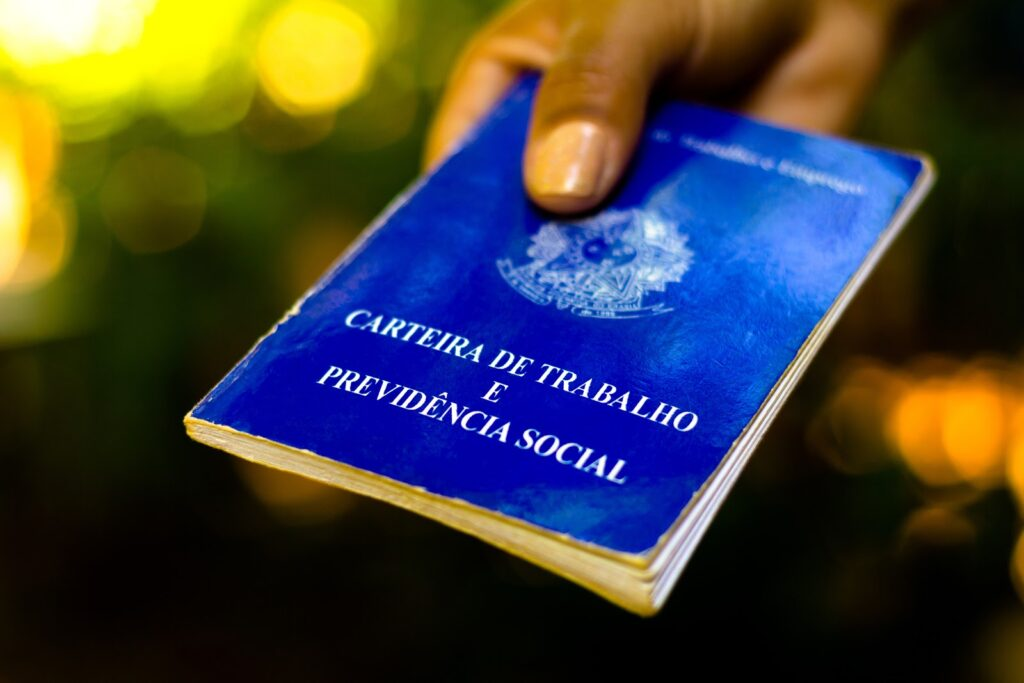 CARTEIRA DE TRABALHO
E
PREVIDÊNCIA SOCIAL